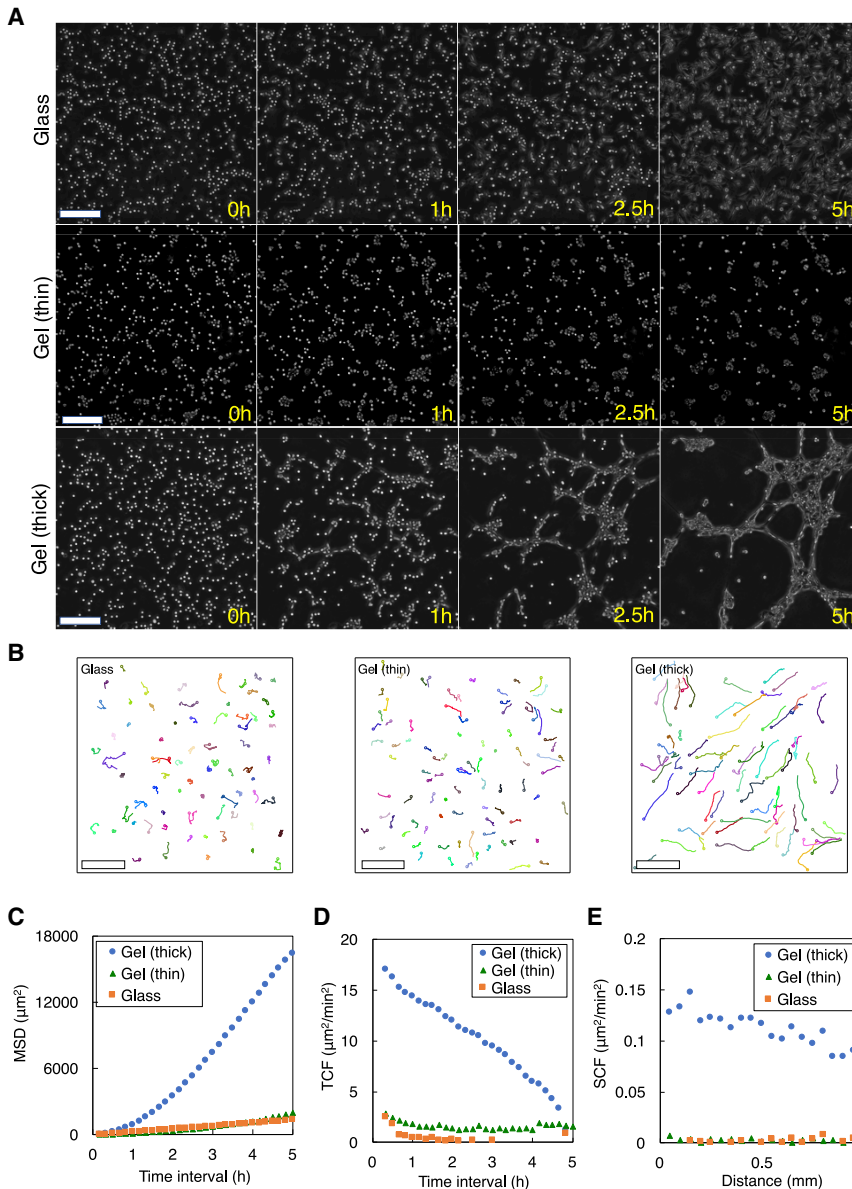 A
Glass
0h
1h
2.5h
5h
Gel (thin)
0h
1h
2.5h
5h
Gel (thick)
0h
1h
2.5h
5h
B
Glass
Gel (thin)
Gel (thick)
C
18000
12000
6000
0
MSD (µm²)
Gel (thick)
Gel (thin)
Glass
0 1 2 3 4 5
Time interval (h)
D
20
15
10
5
0
TCF (µm²/min²)
Gel (thick)
Gel (thin)
Glass
0 1 2 3 4 5
Time interval (h)
E
0.2
0.15
0.1
0.05
0
SCF (µm²/min²)
Gel (thick)
Gel (thin)
Glass
0 0.5
Distance (mm)